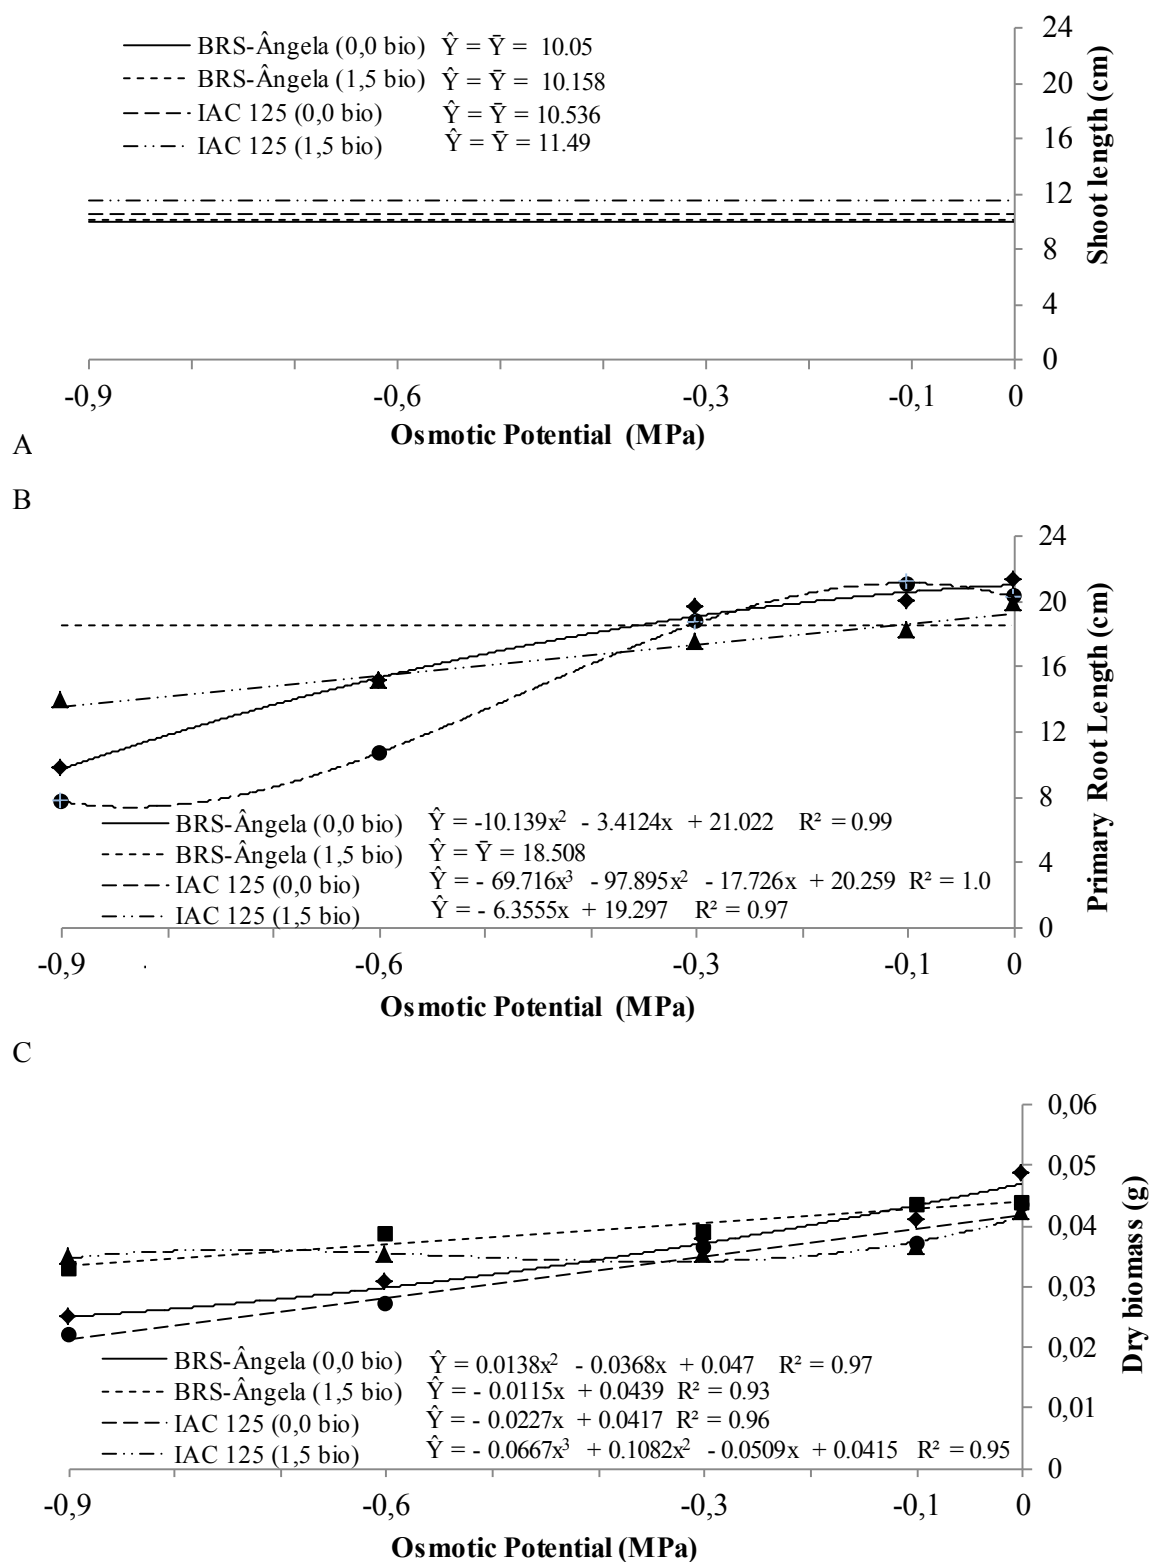 BRS-Ângela (0,0 bio) Ŷ = Ȳ = 10.05
BRS-Ângela (1,5 bio) Ŷ = Ȳ = 10.158
IAC 125 (0,0 bio) Ŷ = Ȳ = 10.536
IAC 125 (1,5 bio) Ŷ = Ȳ = 11.49
24
20
16
12
8
4
0
Shoot length (cm)
-0,9 -0,6 -0,3 -0,1 0
Osmotic Potential (MPa)
A
B
24
20
16
12
8
4
0
Primary Root Length (cm)
BRS-Ângela (0,0 bio) Ŷ = -10.139x² - 3.4124x + 21.022 R² = 0.99
BRS-Ângela (1,5 bio) Ŷ = Ȳ = 18.508
IAC 125 (0,0 bio) Ŷ = - 69.716x³ - 97.895x² - 17.726x + 20.259 R² = 1.0
IAC 125 (1,5 bio) Ŷ = - 6.3555x + 19.297 R² = 0.97
-0,9 -0,6 -0,3 -0,1 0
Osmotic Potential (MPa)
C
0,06
0,05
0,04
0,03
0,02
0,01
0
Dry biomass (g)
BRS-Ângela (0,0 bio) Ŷ = 0.0138x² - 0.0368x + 0.047 R² = 0.97
BRS-Ângela (1,5 bio) Ŷ = - 0.0115x + 0.0439 R² = 0.93
IAC 125 (0,0 bio) Ŷ = - 0.0227x + 0.0417 R² = 0.96
IAC 125 (1,5 bio) Ŷ = - 0.0667x³ + 0.1082x² -0.0509x + 0.0415 R² = 0.95
-0,9 -0,6 -0,3 -0,1 0
Osmotic Potential (MPa)